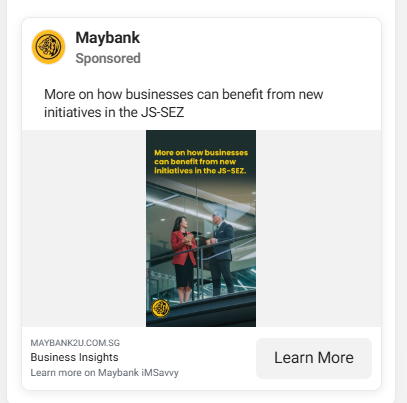 Maybank
Sponsored
More on how businesses can benefit from new
initiatives in the JS-SEZ
More on how businesses
can benefit from new
initiatives in the JS-SEZ.
MAYBANK2U.COM.SG
Business Insights
Learn more on Maybank iMSavvy
Learn More